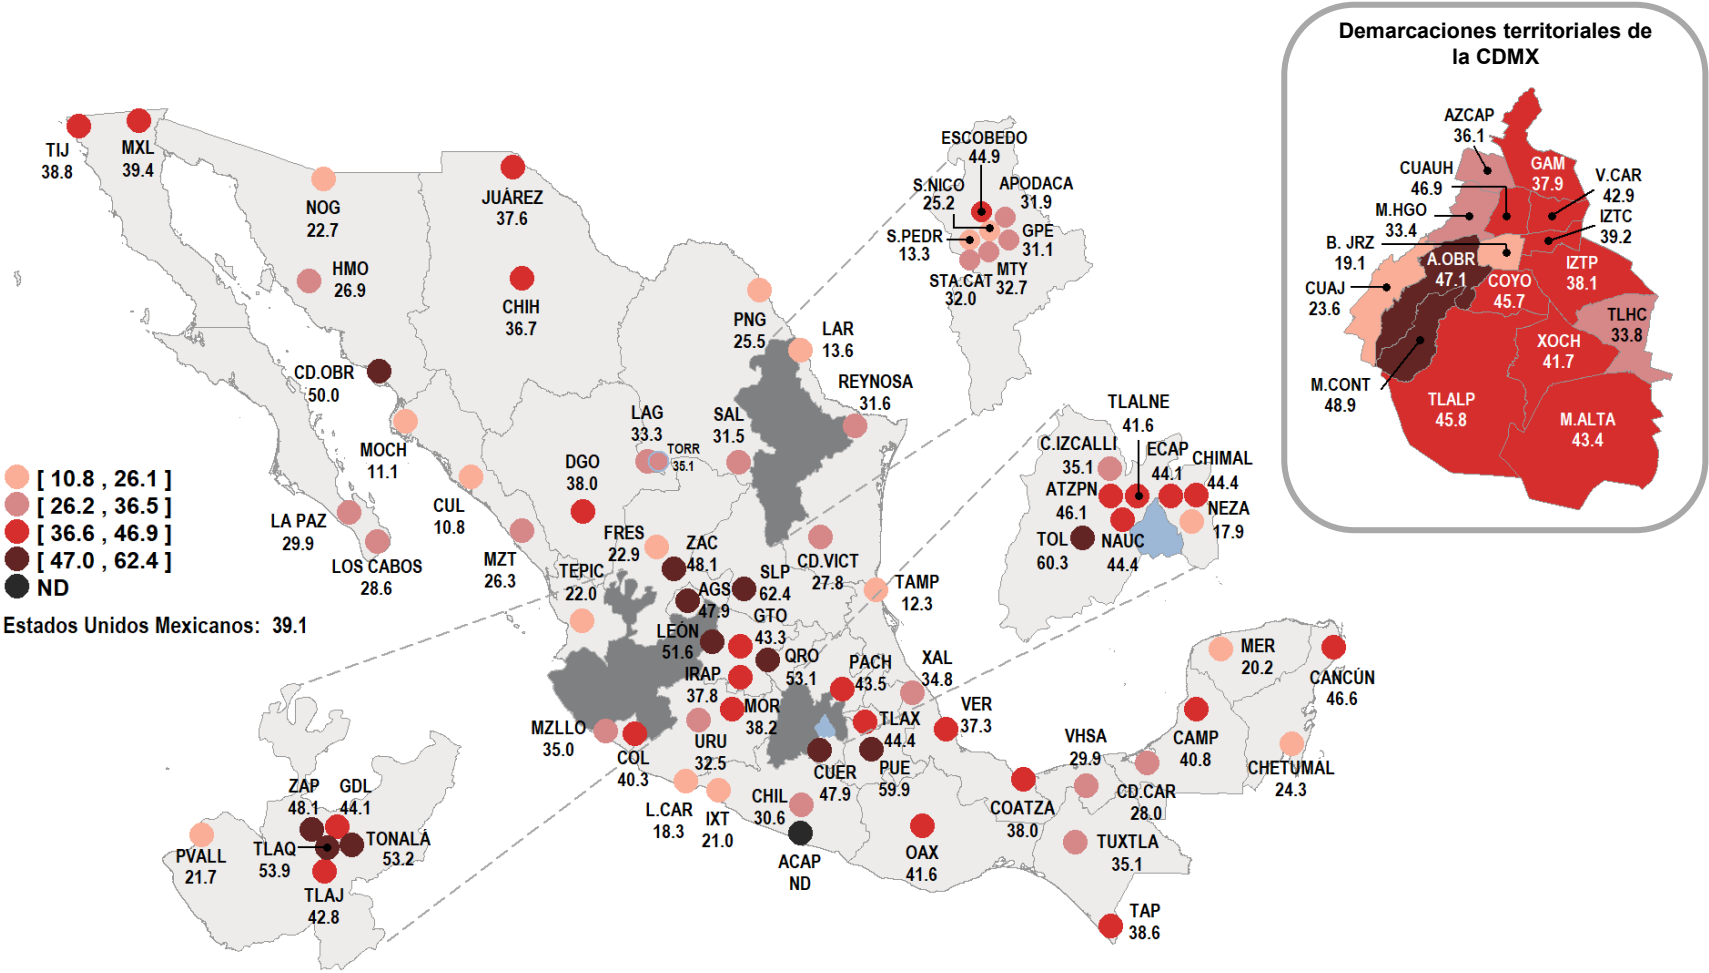 Demarcaciones territoriales de
la CDMX
AZCAP
36.1
CUAUH
46.9
GAM
37.9
V.CAR
42.9
M.HGO
33.4
IZTC
39.2
B. JRZ
19.1
A.OBR
47.1
IZTP
38.1
CUAJ
23.6
COYO
45.7
TLHC
33.8
XOCH
41.7
M.CONT
48.9
TLALP
45.8
M.ALTA
43.4
TIJ
38.8
MXL
39.4
NOG
22.7
JUÁREZ
37.6
HMO
26.9
CHIH
36.7
ESCOBEDO
44.9
S.NICO
25.2
APODACA
31.9
S.PEDR
13.3
GPE
31.1
STA.CAT
32.0
MTY
32.7
PNG
25.5
LAR
13.6
CD.OBR
50.0
REYNOSA
31.6
MOCH
11.1
LAG
33.3
TORR
35.1
SAL
31.5
DGO
38.0
CUL
10.8
LA PAZ
29.9
LOS CABOS
28.6
MZT
26.3
FRES
22.9
ZAC
48.1
CD.VICT
27.8
TEPIC
22.0
AGS
47.9
SLP
62.4
TAMP
12.3
TLALNE
41.6
C.IZCALLI
35.1
ECAP
44.1
CHIMAL
44.4
ATZPN
46.1
NEZA
17.9
TOL
60.3
NAUC
44.4
[ 10.8 , 26.1 ]
[ 26.2 , 36.5 ]
[ 36.6 , 46.9 ]
[ 47.0 , 62.4 ]
ND
Estados Unidos Mexicanos: 39.1
LEÓN
51.6
GTO
43.3
IRAP
37.8
QRO
53.1
PACH
43.5
XAL
34.8
MER
20.2
CANCÚN
46.6
MZLLO
35.0
COL
40.3
URU
32.5
MOR
38.2
TLAX
44.4
VER
37.3
CUER
47.9
PUE
59.9
VHSA
29.9
CAMP
40.8
CHETUMAL
24.3
CD.CAR
28.0
L.CAR
18.3
IXT
21.0
CHIL
30.6
ACAP
ND
COATZA
38.0
OAX
41.6
TUXTLA
35.1
TAP
38.6
ZAP
48.1
GDL
44.1
PVALL
21.7
TLAQ
53.9
TONALÁ
53.2
TLAJ
42.8